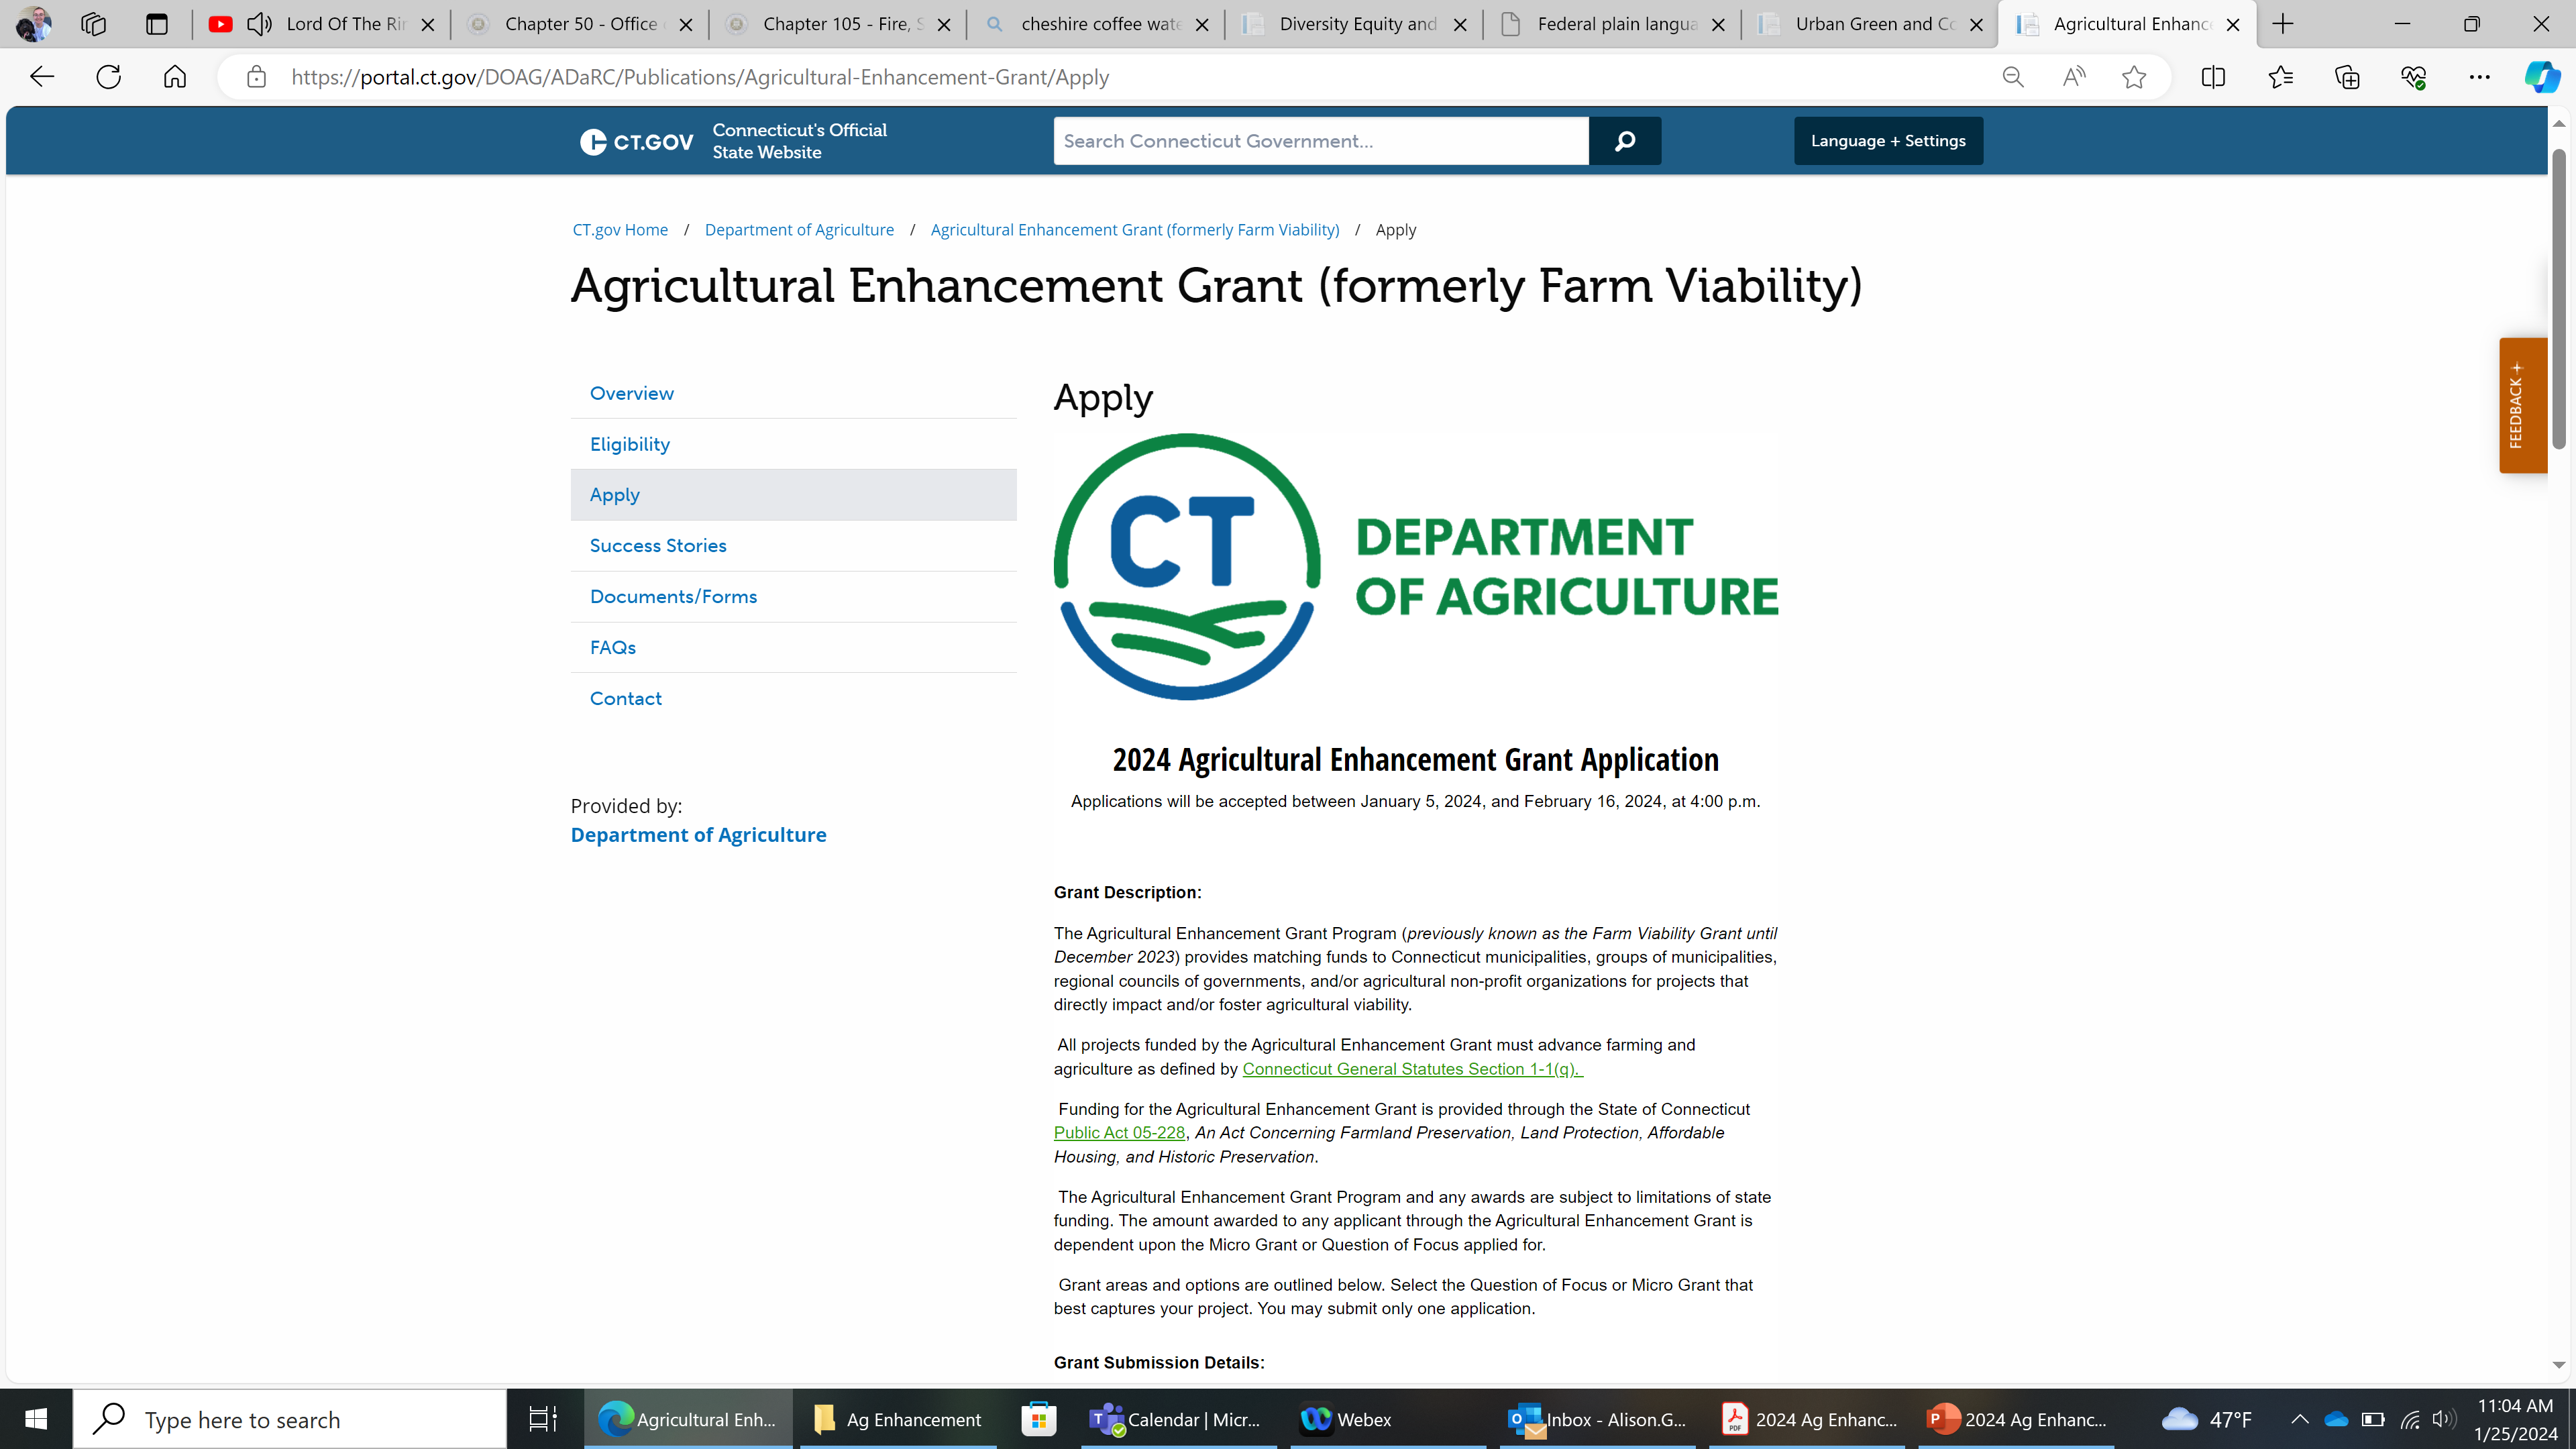 Lord Of The Rin
Chapter 50 - Office
Chapter 105 - Fire, S
cheshire coffee wate
Diversity Equity and
Federal plain langua
Urban Green and Co
Agricultural Enhance
https://portal.ct.gov/DOAG/ADaRC/Publications/Agricultural-Enhancement-Grant/Apply
CT.GOV
Connecticut's Official
State Website
Search Connecticut Government...
Language + Settings
CT.gov Home / Department of Agriculture / Agricultural Enhancement Grant (formerly Farm Viability) / Apply
Agricultural Enhancement Grant (formerly Farm Viability)
FEEDBACK +
Overview
Eligibility
Apply
Success Stories
Documents/Forms
FAQs
Contact
Provided by:
Department of Agriculture
Apply
CT
DEPARTMENT
OF AGRICULTURE
2024 Agricultural Enhancement Grant Application
Applications will be accepted between January 5, 2024, and February 16, 2024, at 4:00 p.m.
Grant Description:
The Agricultural Enhancement Grant Program (previously known as the Farm Viability Grant until
December 2023) provides matching funds to Connecticut municipalities, groups of municipalities,
regional councils of governments, and/or agricultural non-profit organizations for projects that
directly impact and/or foster agricultural viability.
All projects funded by the Agricultural Enhancement Grant must advance farming and
agriculture as defined by Connecticut General Statutes Section 1-1(q).
Funding for the Agricultural Enhancement Grant is provided through the State of Connecticut
Public Act 05-228, An Act Concerning Farmland Preservation, Land Protection, Affordable
Housing, and Historic Preservation.
The Agricultural Enhancement Grant Program and any awards are subject to limitations of state
funding. The amount awarded to any applicant through the Agricultural Enhancement Grant is
dependent upon the Micro Grant or Question of Focus applied for.
Grant areas and options are outlined below. Select the Question of Focus or Micro Grant that
best captures your project. You may submit only one application.
Grant Submission Details:
Type here to search
Agricultural Enh...
Ag Enhancement
Calendar | Micr...
Webex
Inbox - Alison.G...
2024 Ag Enhanc...
2024 Ag Enhanc...
47°F
11:04 AM
1/25/2024